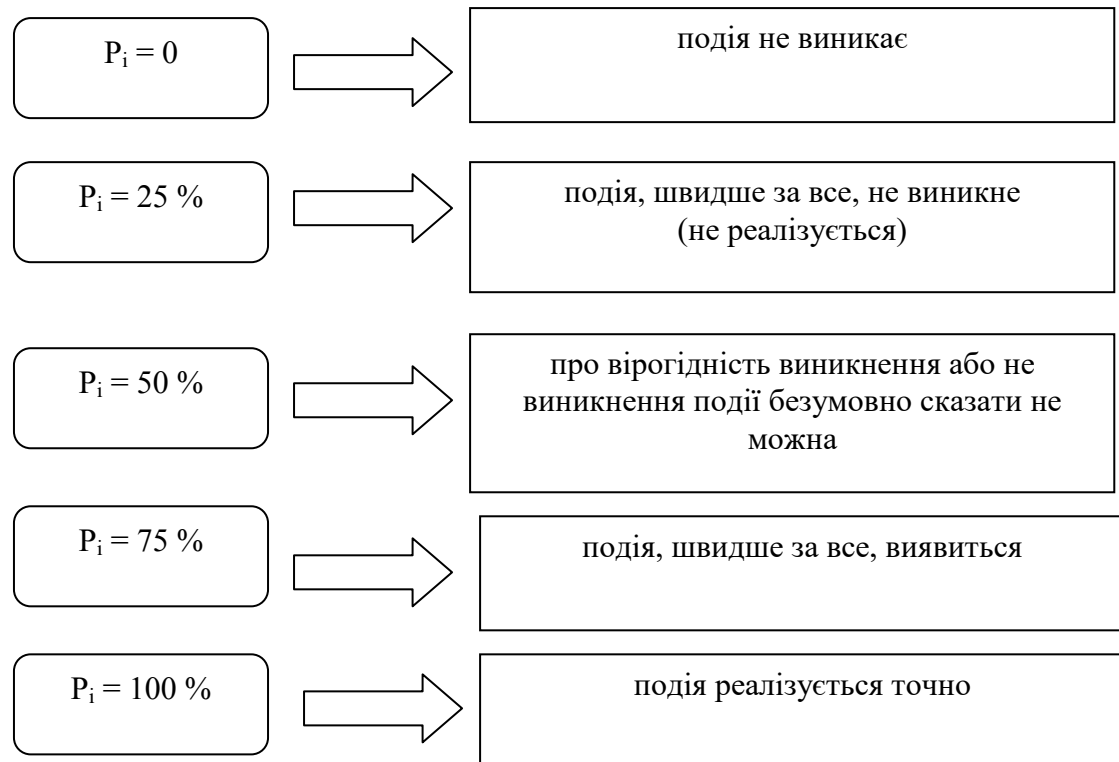 Pi = 0
подія не виникає
Pi = 25 %
подія, швидше за все, не виникне
(не реалізується)
Pi = 50 %
про вірогідність виникнення або не
виникнення події безумовно сказати не
можна
Pi = 75 %
подія, швидше за все, виявиться
Pi = 100 %
подія реалізується точно